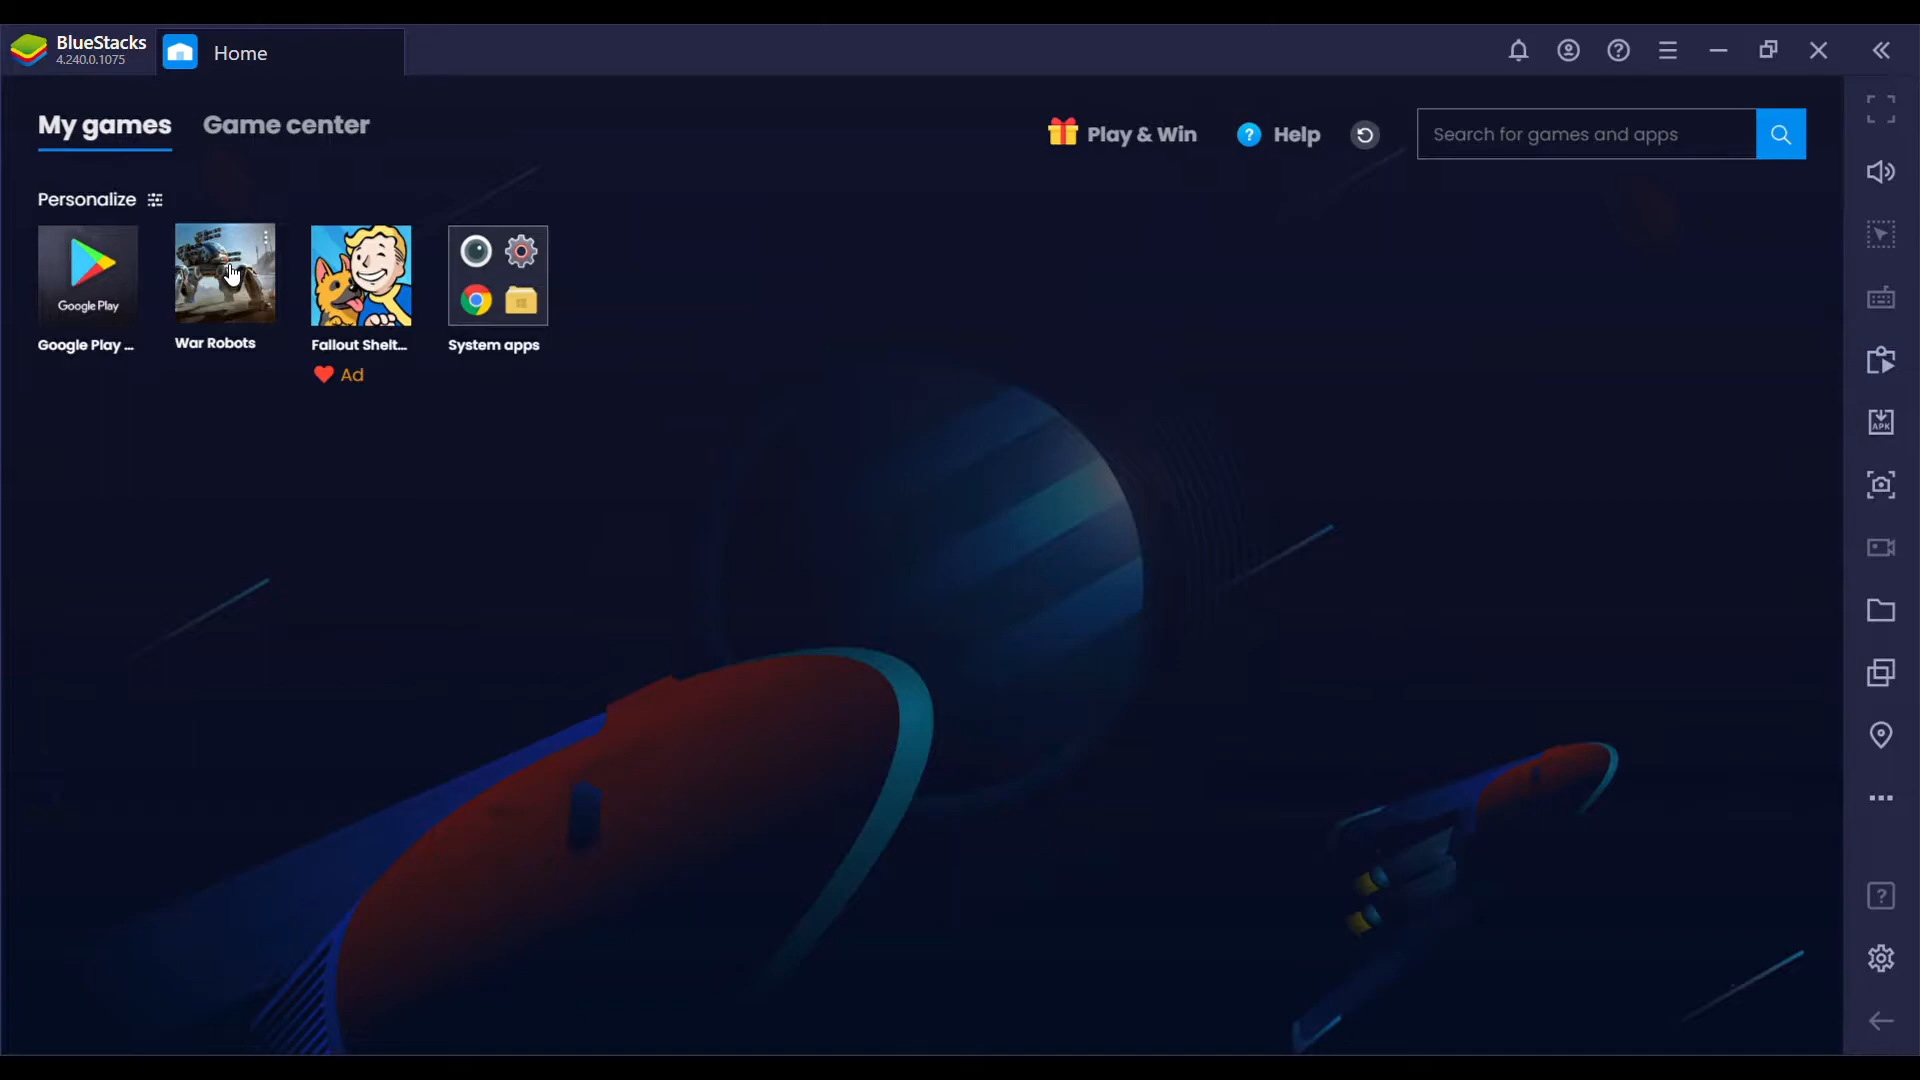 BlueStacks
4.240.0.1075
Home
My games
Game center
Play & Win
? Help
Search for games and apps
Personalize
Google Play
Google Play ...
War Robots
Fallout Shelt...
System apps
Ad
APK